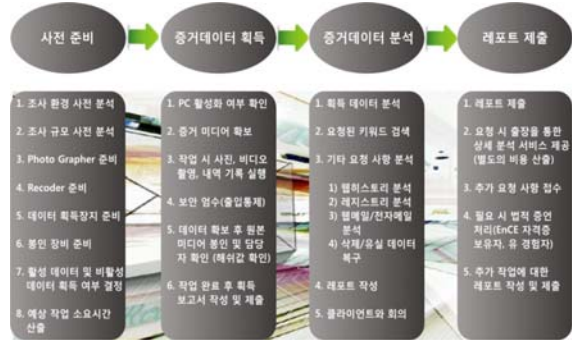 사전 준비
증거데이터 획득
증거데이터 분석
레포트 제출
1. 조사 환경 사전 분석
2. 조사 규모 사전 분석
3. Photo Grapher 준비
4. Recoder 준비
5. 데이터 획득장지 준비
6. 봉인 장비 준비
7. 활성 데이터 및 비활성
데이터 획득 여부 결정
8. 예상 작업 소요시간
산출
1. PC 활성화 여부 확인
2. 증거 미디어 확보
3. 작업 시 사진, 비디오
촬영, 내역 기록 실행
4. 보안 엄수(출입통제)
5. 데이터 확보 후 원본
미디어 봉인 및 담당
자 확인 (해쉬값 확인)
6. 작업 완료 후 획득
보고서 작성 및 제출
1. 획득 데이터 분석
2. 요청된 키워드 검색
3. 기타 요청 사항 분석
1) 웹히스토리 분석
2) 레지스트리 분석
3) 웹메일/전자메일
분석
4) 삭제/유실 데이터
복구
4. 레포트 작성
5. 클라이언트와 회의
1. 레포트 제출
2. 요청 시 출장을 통한
상세 분석 서비스 제공
(별도의 비용 산출)
3. 추가 요청 사항 접수
4. 필요 시 법적 증언
처리(EnCE 자격증
보유자, 유 경험자)
5. 추가 작업에 대한
레포트 작성 및 제출